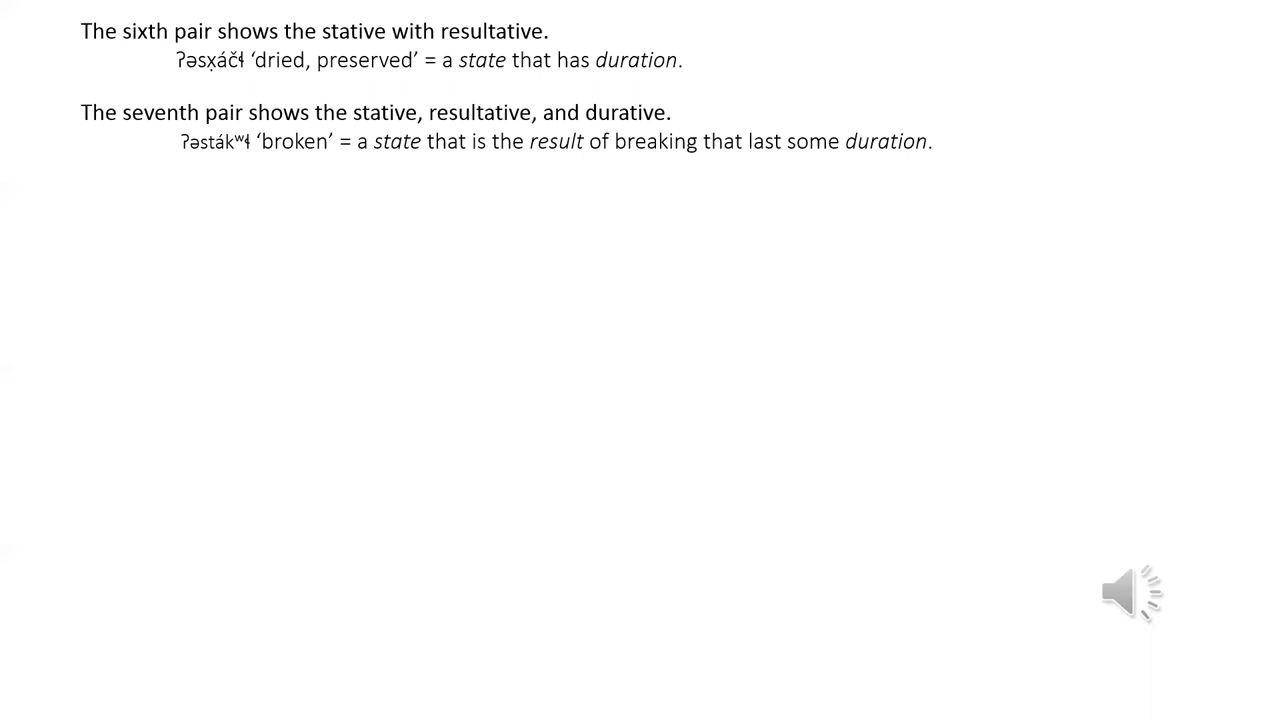 The sixth pair shows the stative with resultative.
ʔəsx̣áčɬ ‘dried, preserved’ = a state that has duration.
The seventh pair shows the stative, resultative, and durative.
ʔəstákʷɬ ‘broken’ = a state that is the result of breaking that last some duration.